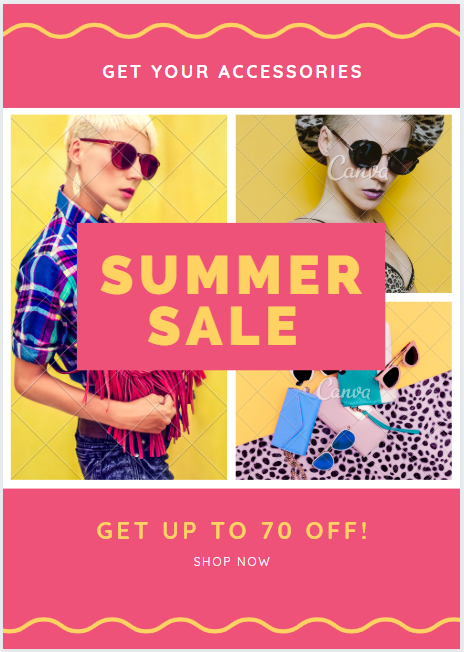 GET YOUR ACCESSORIES
Canva
SUMMER
SALE
Canva
GET UP TO 70 OFF!
SHOP NOW